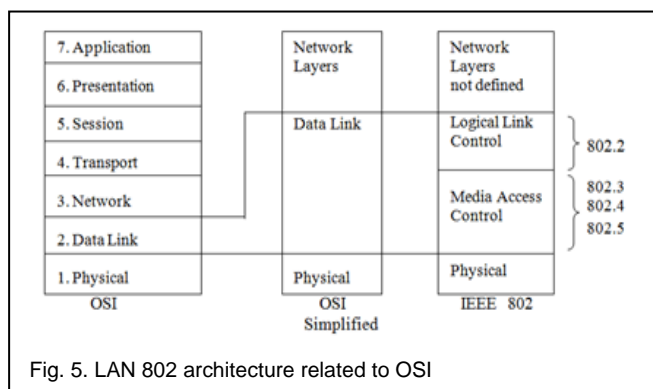 7. Application
6. Presentation
5. Session
4. Transport
3. Network
2. Data Link
1. Physical
OSI
Network
Layers
Data Link
Physical
OSI
Simplified
Network
Layers
not defined
Logical Link
Control
Media Access
Control
Physical
IEEE 802
802.2
802.3
802.4
802.5
Fig. 5. LAN 802 architecture related to OSI